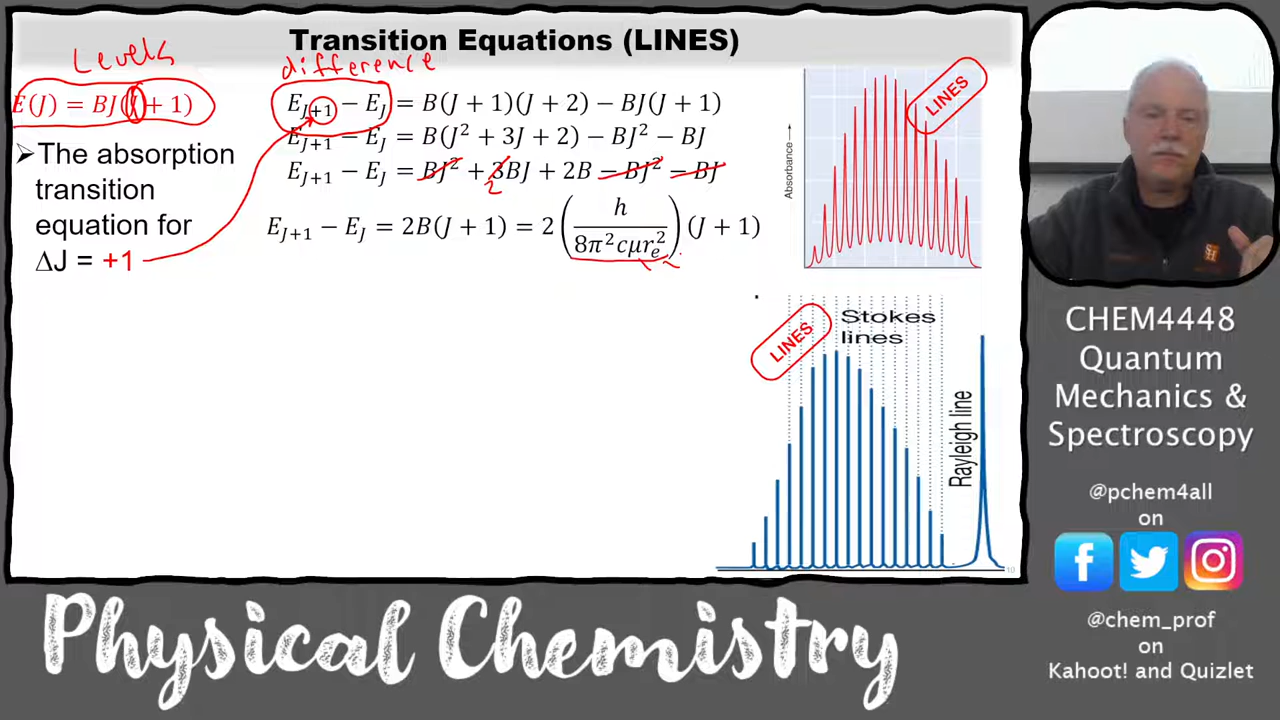 Transition Equations (LINES)
Levels
difference
E(J) = BJ(J + 1)
E_{J+1} − E_J = B(J + 1)(J + 2) − BJ(J + 1)
E_{J+1} − E_J = B(J² + 3J + 2) − BJ² − BJ
E_{J+1} − E_J = BJ² + 3BJ + 2B − BJ² − BJ
2
E_{J+1} − E_J = 2B(J + 1) = 2(h / 8π²cμr_e²)(J + 1)
➤The absorption
transition
equation for
ΔJ = +1
LINES
Absorbance→
LINES
Stokes
lines
Rayleigh line
10
CHEM4448
Quantum
Mechanics &
Spectroscopy
@pchem4all
on
@chem_prof
on
Kahoot! and Quizlet
Physical Chemistry